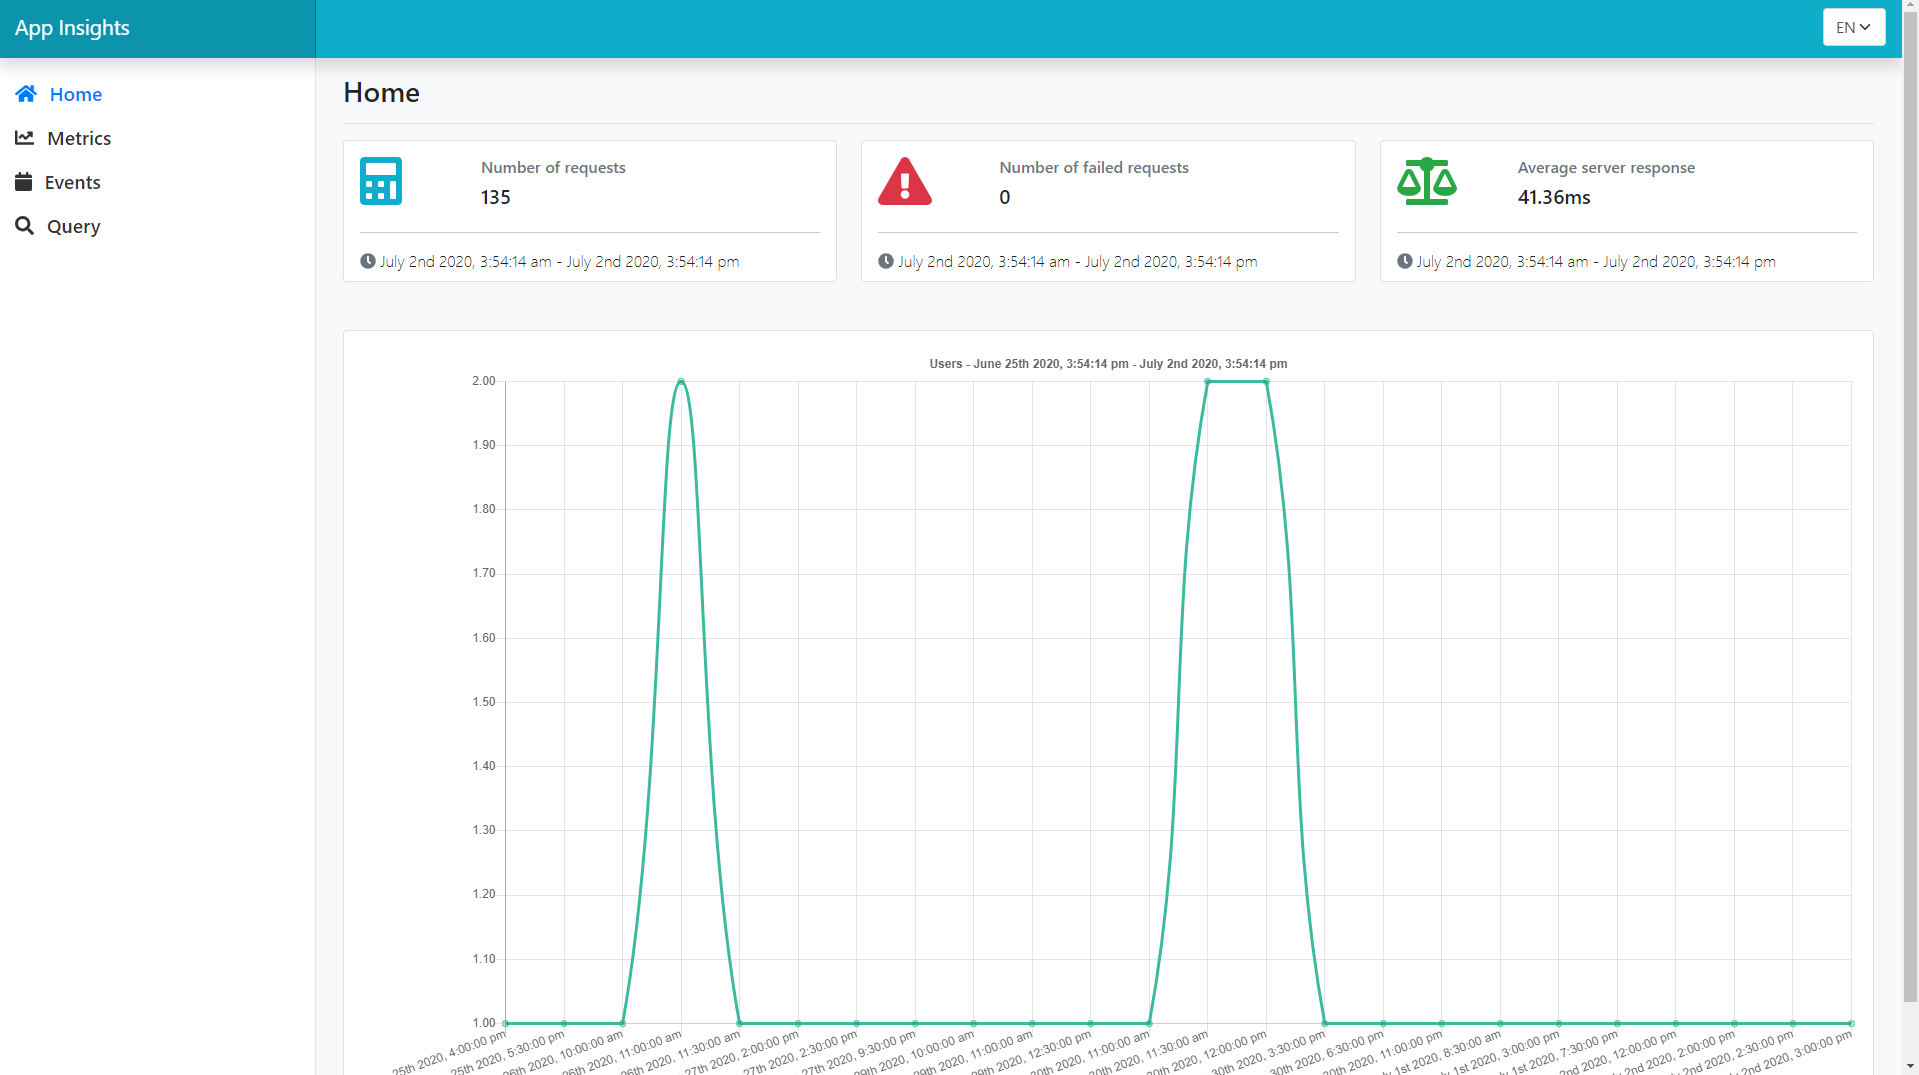 App Insights
EN
Home
Metrics
Events
Query
Home
Number of requests
135
July 2nd 2020, 3:54:14 am - July 2nd 2020, 3:54:14 pm
Number of failed requests
0
July 2nd 2020, 3:54:14 am - July 2nd 2020, 3:54:14 pm
Average server response
41.36ms
July 2nd 2020, 3:54:14 am - July 2nd 2020, 3:54:14 pm
Users - June 25th 2020, 3:54:14 pm - July 2nd 2020, 3:54:14 pm
2.00
1.90
1.80
1.70
1.60
1.50
1.40
1.30
1.20
1.10
1.00
25th 2020, 4:00:00 pm
25th 2020, 5:30:00 pm
26th 2020, 10:00:00 am
26th 2020, 11:00:00 am
26th 2020, 11:30:00 am
27th 2020, 2:00:00 pm
27th 2020, 2:30:00 pm
27th 2020, 9:30:00 pm
29th 2020, 10:00:00 am
29th 2020, 11:00:00 am
29th 2020, 12:30:00 pm
30th 2020, 11:00:00 am
30th 2020, 11:30:00 am
30th 2020, 12:00:00 pm
30th 2020, 3:30:00 pm
30th 2020, 6:30:00 pm
30th 2020, 11:00:00 pm
1st 2020, 8:30:00 am
1st 2020, 3:00:00 pm
1st 2020, 7:30:00 pm
2nd 2020, 12:00:00 pm
2nd 2020, 2:00:00 pm
2nd 2020, 2:30:00 pm
2nd 2020, 3:00:00 pm